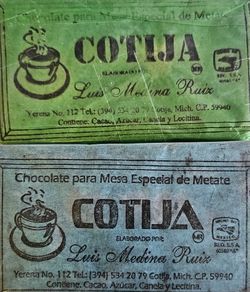 Chocolate para Mesa Especial de Metate
COTIJA
MR
ELABORADO POR:
Luis Medina Ruiz
Yerena No. 112 Tel.: (394) 534 20 79 Cotija, Mich. C.P. 59940
Contiene. Cacao, Azúcar, Canela y Lecitina.
Chocolate para Mesa Especial de Metate
COTIJA
MR
ELABORADO POR:
Luis Medina Ruiz
Yerena No. 112 Tel.: (394) 534 20 79 Cotija, Mich. C.P. 59940
Contiene. Cacao, Azúcar, Canela y Lecitina.